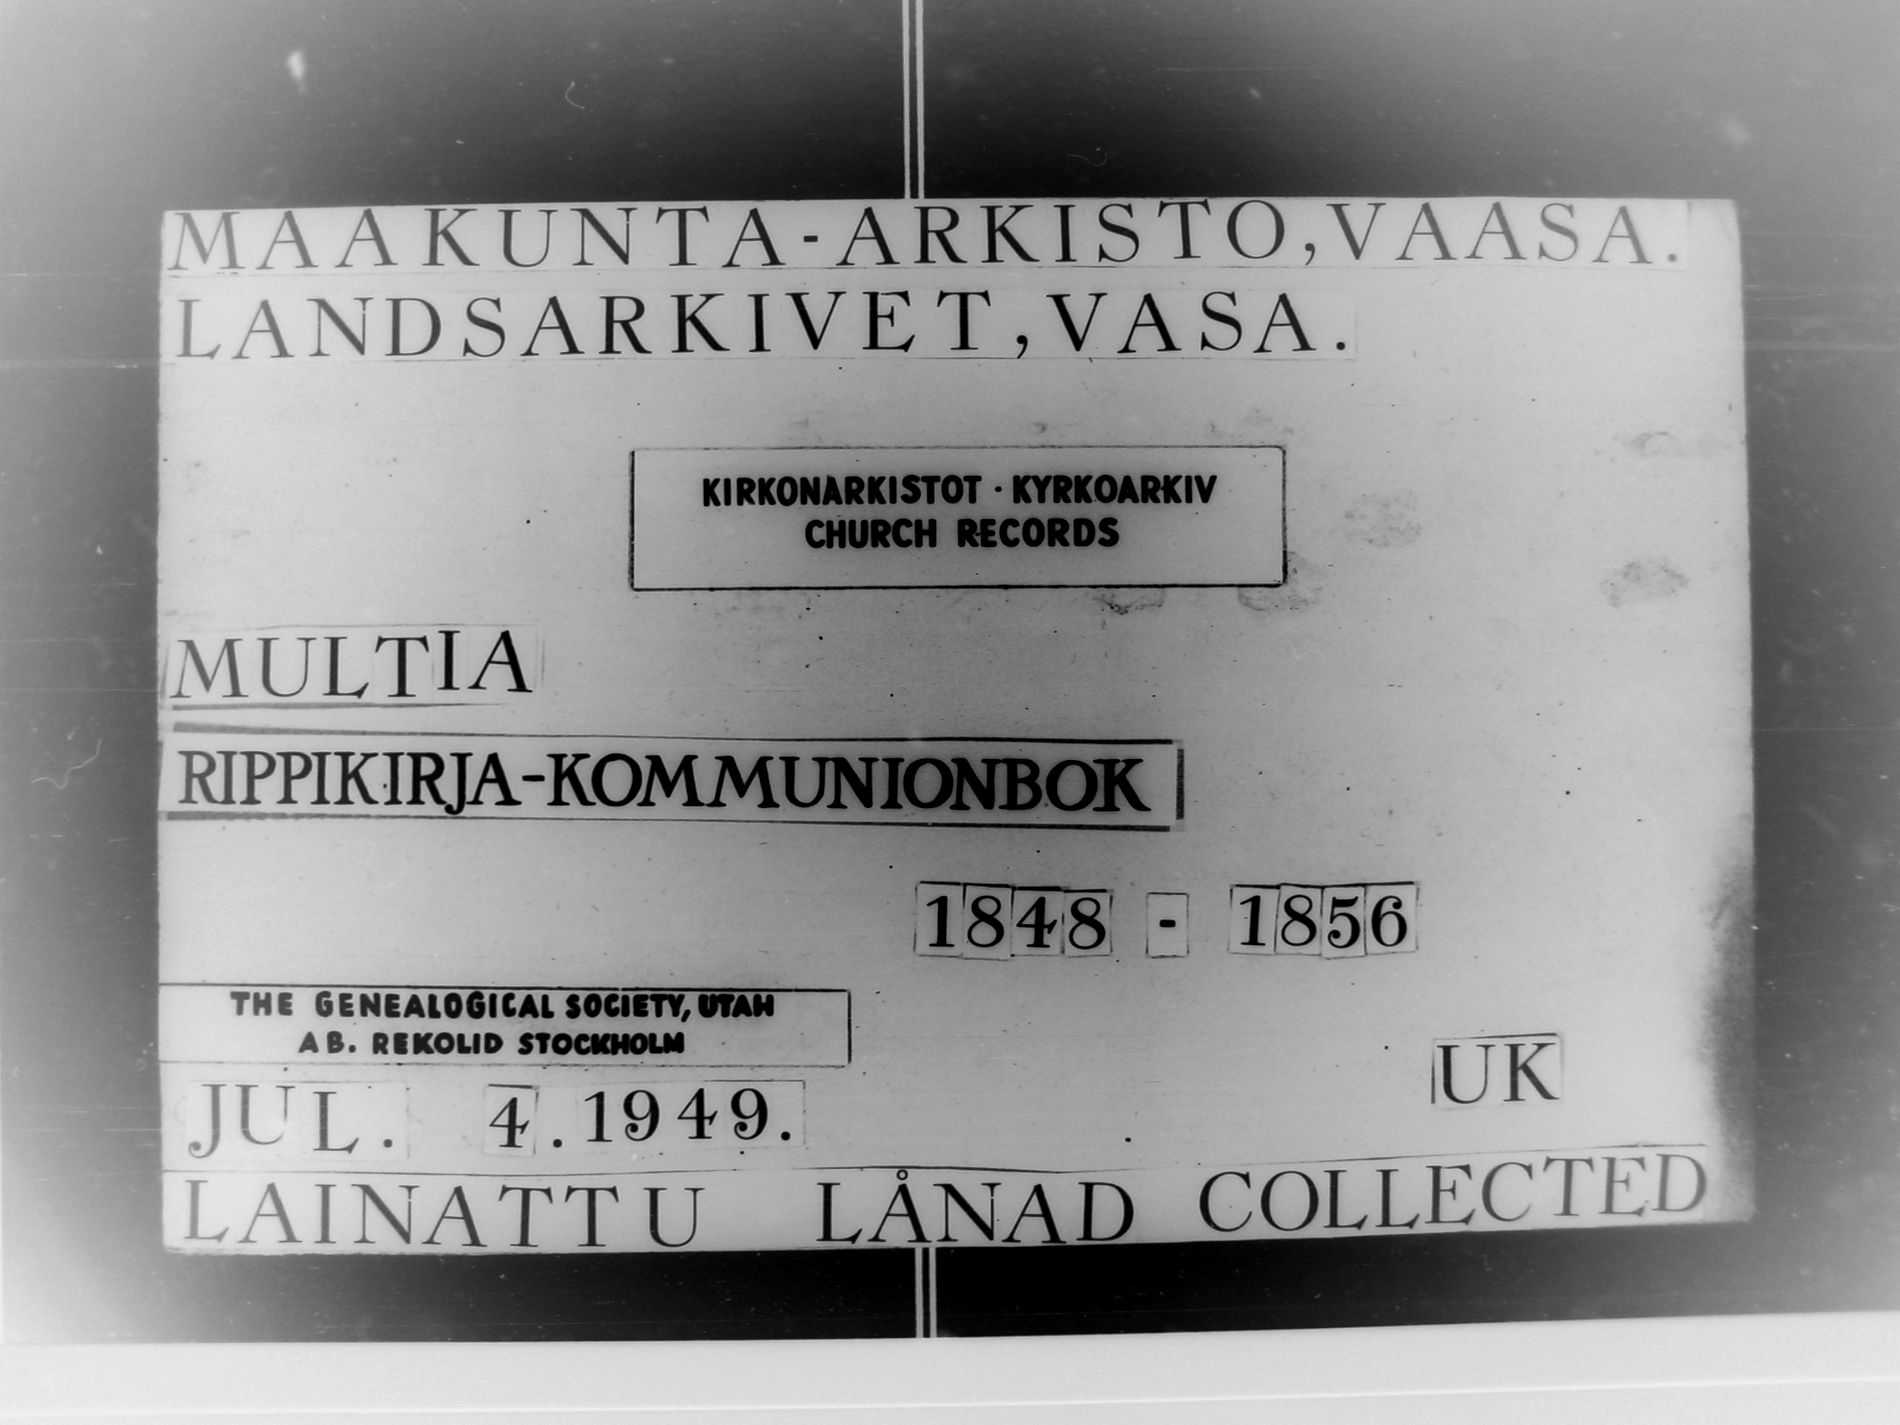 MAAKUNTA-ARKISTO, VAASA.
LANDSARKIVET, VASA.
KIRKONARKISTOT · KYRKOARKIV
CHURCH RECORDS
MULTIA
RIPPIKIRJA-KOMMUNIONBOK
1848 - 1856
THE GENEALOGICAL SOCIETY, UTAH
AB. REKOLID STOCKHOLM
UK
JUL. 4.1949.
LAINATTU LÅNAD COLLECTED